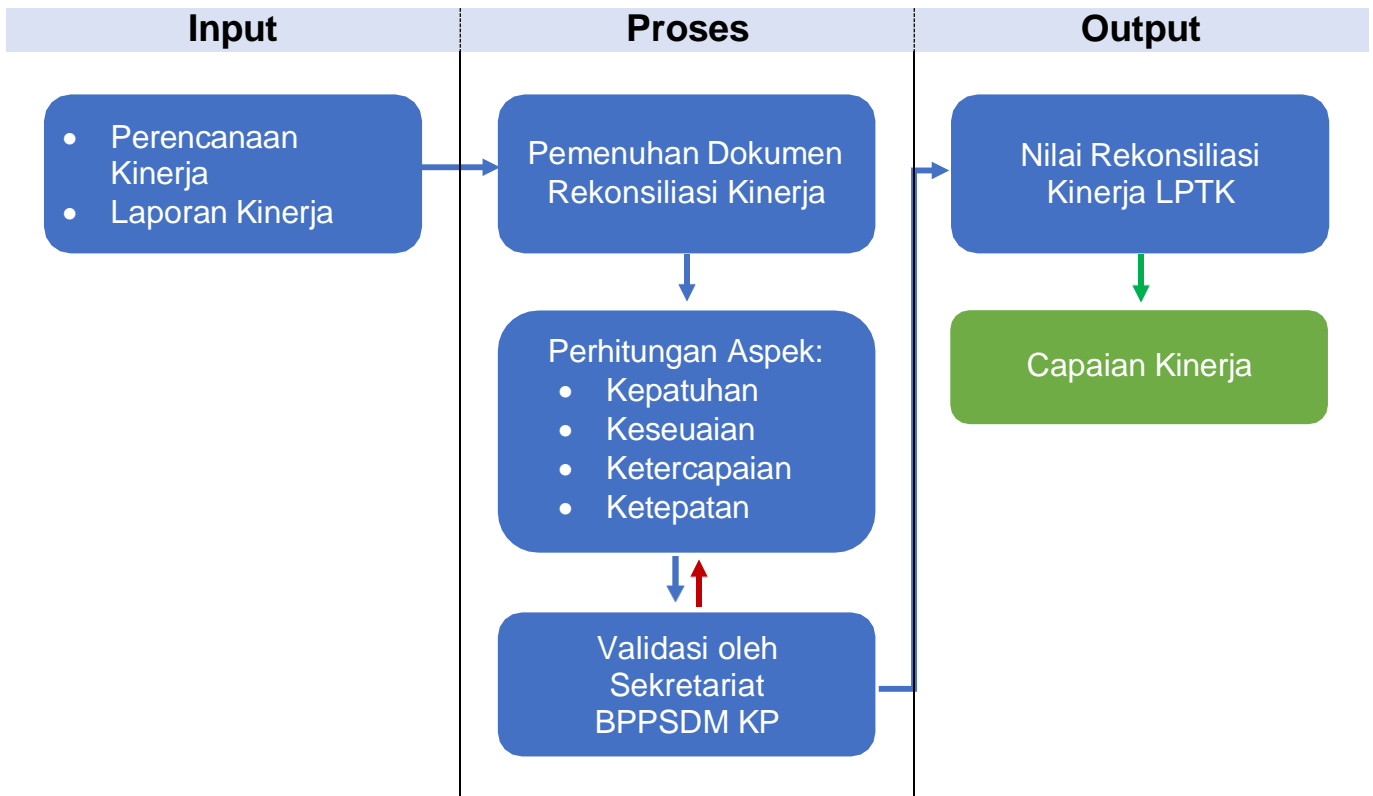 Input
Proses
Output
• Perencanaan
Kinerja
• Laporan Kinerja
Pemenuhan Dokumen
Rekonsiliasi Kinerja
Perhitungan Aspek:
• Kepatuhan
• Keseuaian
• Ketercapaian
• Ketepatan
Validasi oleh
Sekretariat
BPPSDM KP
Nilai Rekonsiliasi
Kinerja LPTK
Capaian Kinerja